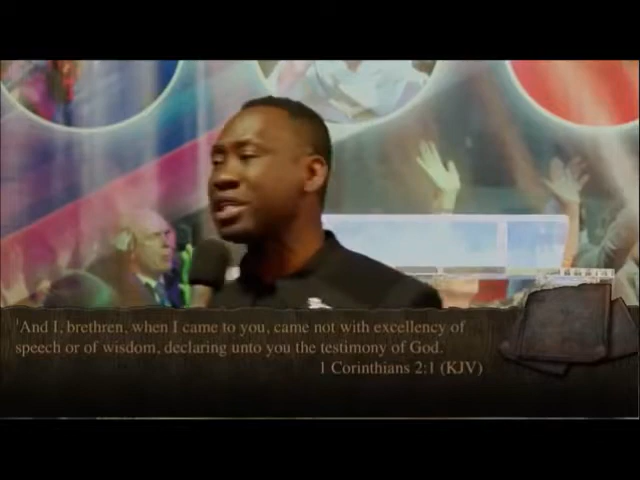 'And I, brethren, when I came to you, came not with excellency of
speech or of wisdom, declaring unto you the testimony of God.
1 Corinthians 2:1 (KJV)